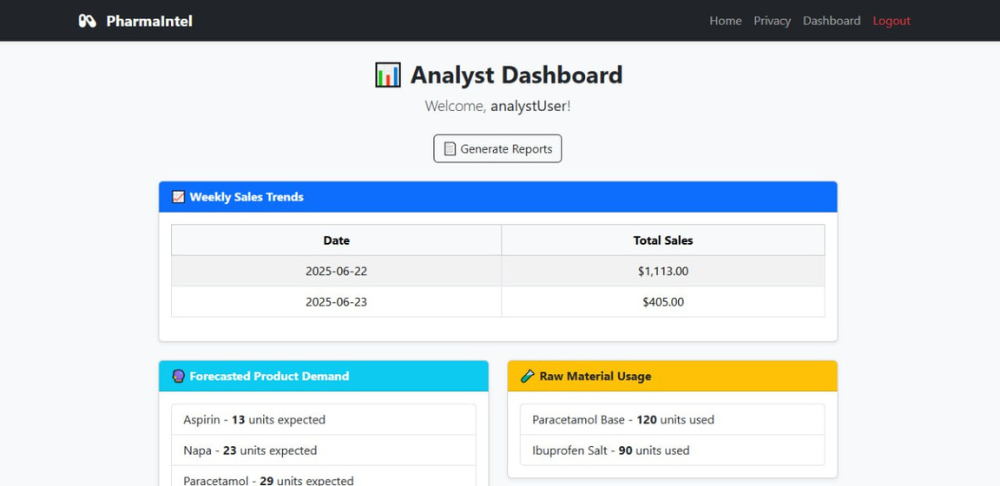 PharmaIntel Home Privacy Dashboard Logout
Analyst Dashboard
Welcome, analystUser!
Generate Reports
Weekly Sales Trends
Date Total Sales
2025-06-22 $1,113.00
2025-06-23 $405.00
Forecasted Product Demand
Aspirin - 13 units expected
Napa - 23 units expected
Paracetamol - 29 units expected
Raw Material Usage
Paracetamol Base - 120 units used
Ibuprofen Salt - 90 units used